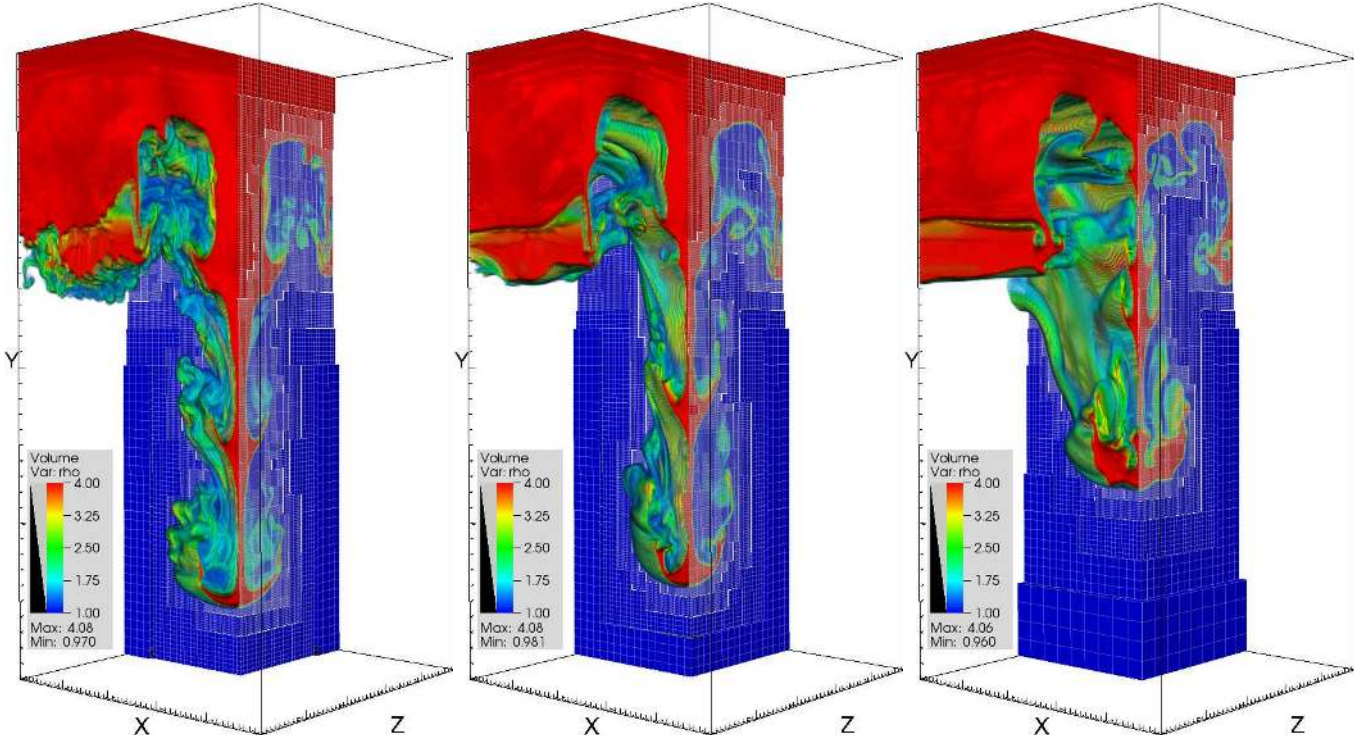 Y
Volume
Var: rho
4.00
3.25
2.50
1.75
1.00
Max: 4.08
Min: 0.970
X
Z
Y
Volume
Var: rho
4.00
3.25
2.50
1.75
1.00
Max: 4.08
Min: 0.981
X
Z
Y
Volume
Var: rho
4.00
3.25
2.50
1.75
1.00
Max: 4.06
Min: 0.960
X
Z